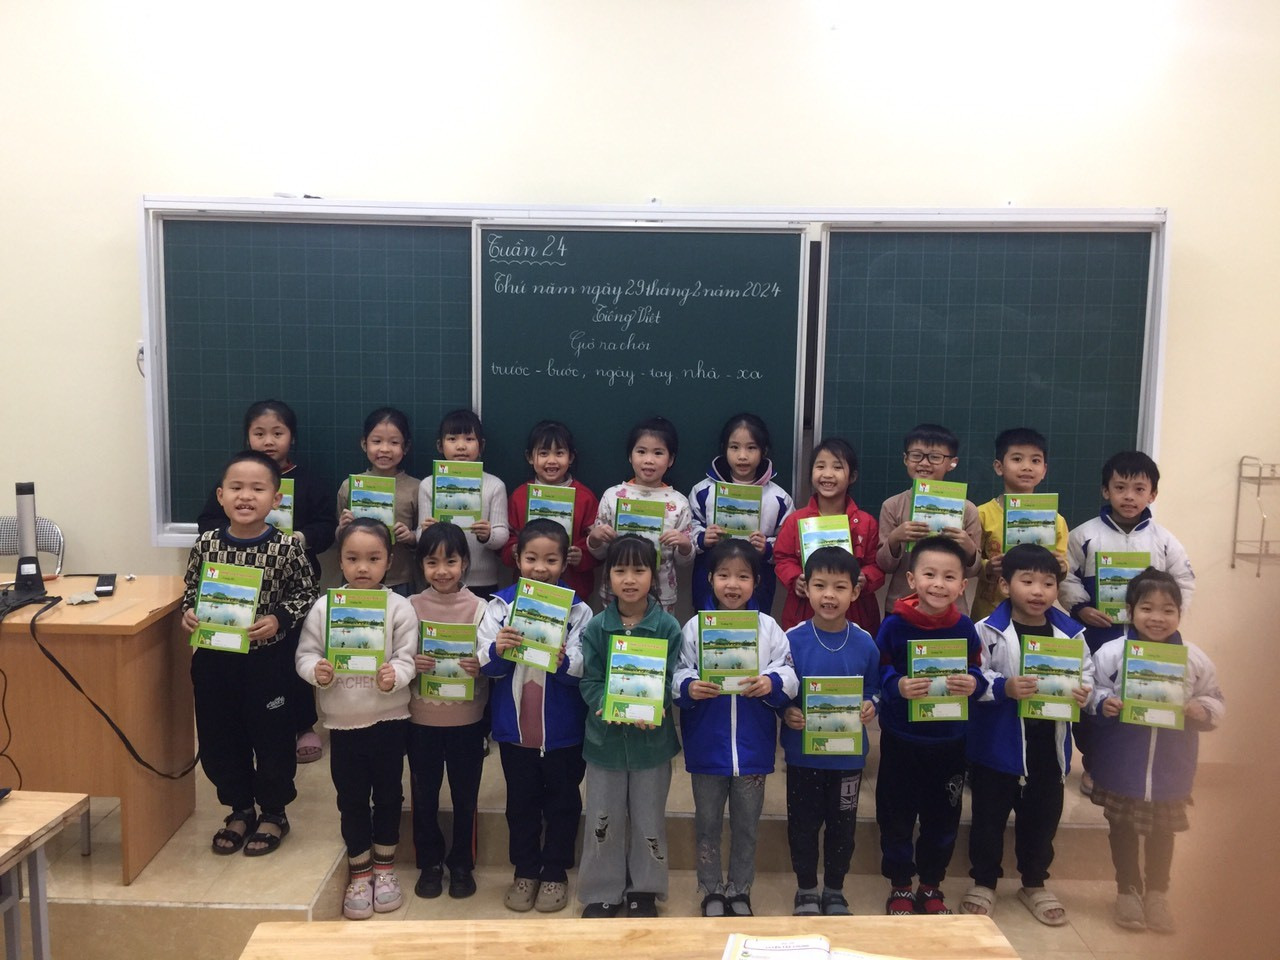 Tuần 24
Thứ năm ngày 29 tháng 2 năm 2024
Tiếng Việt
Giờ ra chơi
trước - bước, ngày - tay, nhà - xa
ACHE